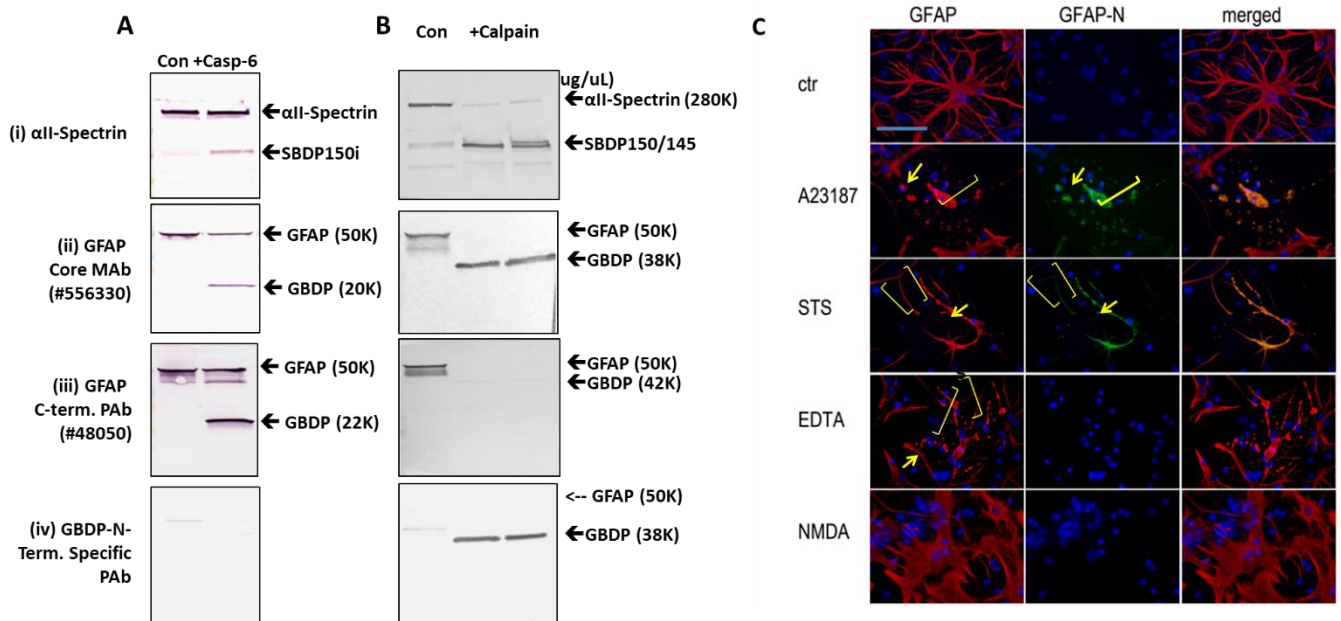 A
Con +Casp-6
(i) αII-Spectrin
←αII-Spectrin
←SBDP150i
(ii) GFAP
Core MAb
(#556330)
← GFAP (50K)
← GBDP (20K)
(iii) GFAP
C-term. PAb
(#48050)
← GFAP (50K)
← GBDP (22K)
(iv) GBDP-N-
Term. Specific
PAb
B
Con +Calpain
ug/uL)
←αII-Spectrin (280K)
←SBDP150/145
←GFAP (50K)
←GBDP (38K)
←GFAP (50K)
←GBDP (42K)
<-- GFAP (50K)
←GBDP (38K)
C
GFAP GFAP-N merged
ctr
A23187
STS
EDTA
NMDA